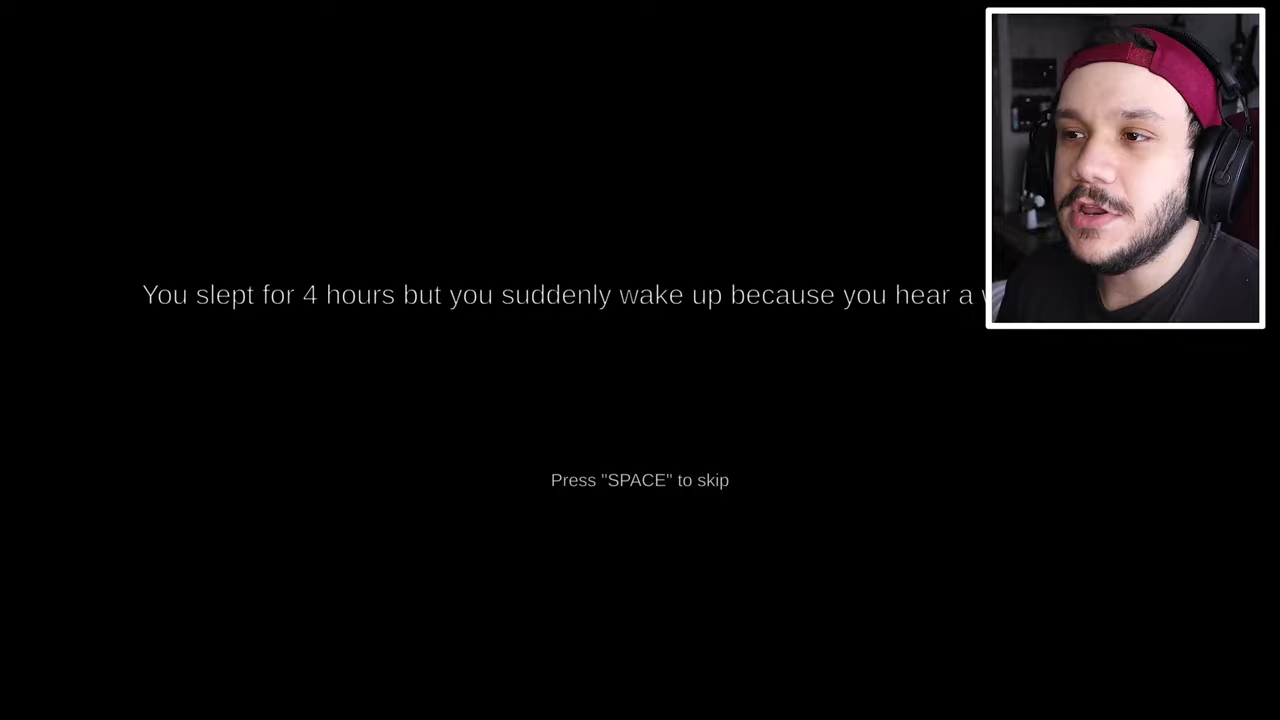 You slept for 4 hours but you suddenly wake up because you hear a
Press "SPACE" to skip